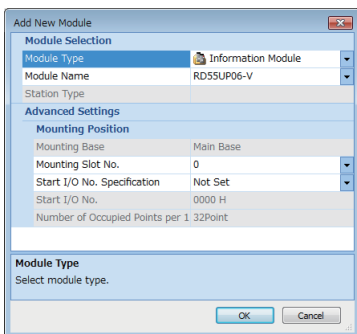 Add New Module
Module Selection
Module Type Information Module
Module Name RD55UP06-V
Station Type
Advanced Settings
Mounting Position
Mounting Base Main Base
Mounting Slot No. 0
Start I/O No. Specification Not Set
Start I/O No. 0000 H
Number of Occupied Points per 1 32Point
Module Type
Select module type.
OK Cancel